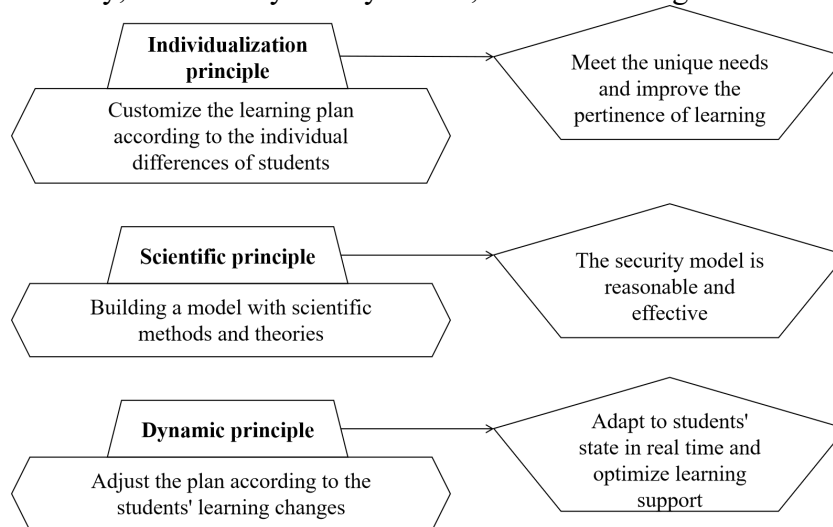 Individualization
principle
Customize the learning plan
according to the individual
differences of students
Meet the unique needs
and improve the
pertinence of learning
Scientific principle
Building a model with scientific
methods and theories
The security model is
reasonable and
effective
Dynamic principle
Adjust the plan according to the
students' learning changes
Adapt to students'
state in real time and
optimize learning
support